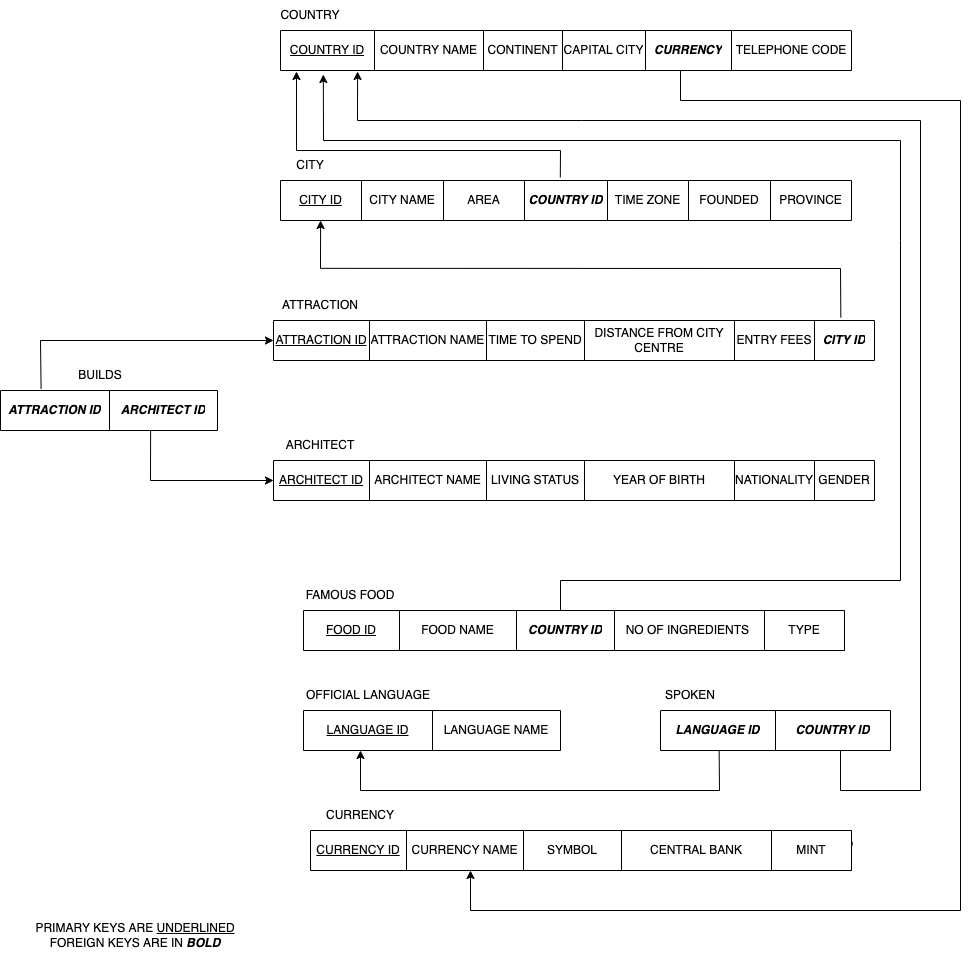 COUNTRY
COUNTRY ID COUNTRY NAME CONTINENT CAPITAL CITY CURRENCY TELEPHONE CODE
CITY
CITY ID CITY NAME AREA COUNTRY ID TIME ZONE FOUNDED PROVINCE
ATTRACTION
ATTRACTION ID ATTRACTION NAME TIME TO SPEND DISTANCE FROM CITY CENTRE ENTRY FEES CITY ID
BUILDS
ATTRACTION ID ARCHITECT ID
ARCHITECT
ARCHITECT ID ARCHITECT NAME LIVING STATUS YEAR OF BIRTH NATIONALITY GENDER
FAMOUS FOOD
FOOD ID FOOD NAME COUNTRY ID NO OF INGREDIENTS TYPE
OFFICIAL LANGUAGE
LANGUAGE ID LANGUAGE NAME
SPOKEN
LANGUAGE ID COUNTRY ID
CURRENCY
CURRENCY ID CURRENCY NAME SYMBOL CENTRAL BANK MINT
PRIMARY KEYS ARE UNDERLINED
FOREIGN KEYS ARE IN BOLD